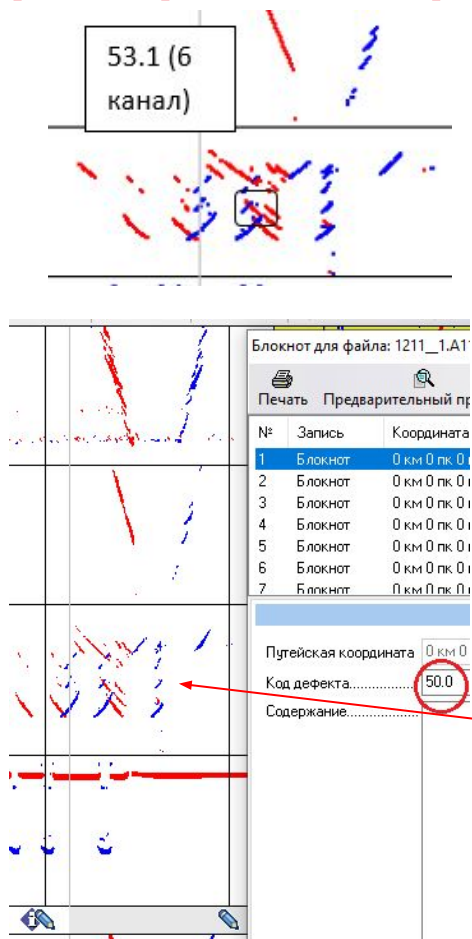 53.1 (6
канал)
Блокнот для файла: 1211__1.A11
Печать Предварительный пр
№ Запись Координата
1 Блокнот 0 км 0 пк 0
2 Блокнот 0 км 0 пк 0
3 Блокнот 0 км 0 пк 0
4 Блокнот 0 км 0 пк 0
5 Блокнот 0 км 0 пк 0
6 Блокнот 0 км 0 пк 0
7 Блокнот 0 км 0 пк 0
Путейская координата 0 км 0
Код дефекта 50.0
Содержание